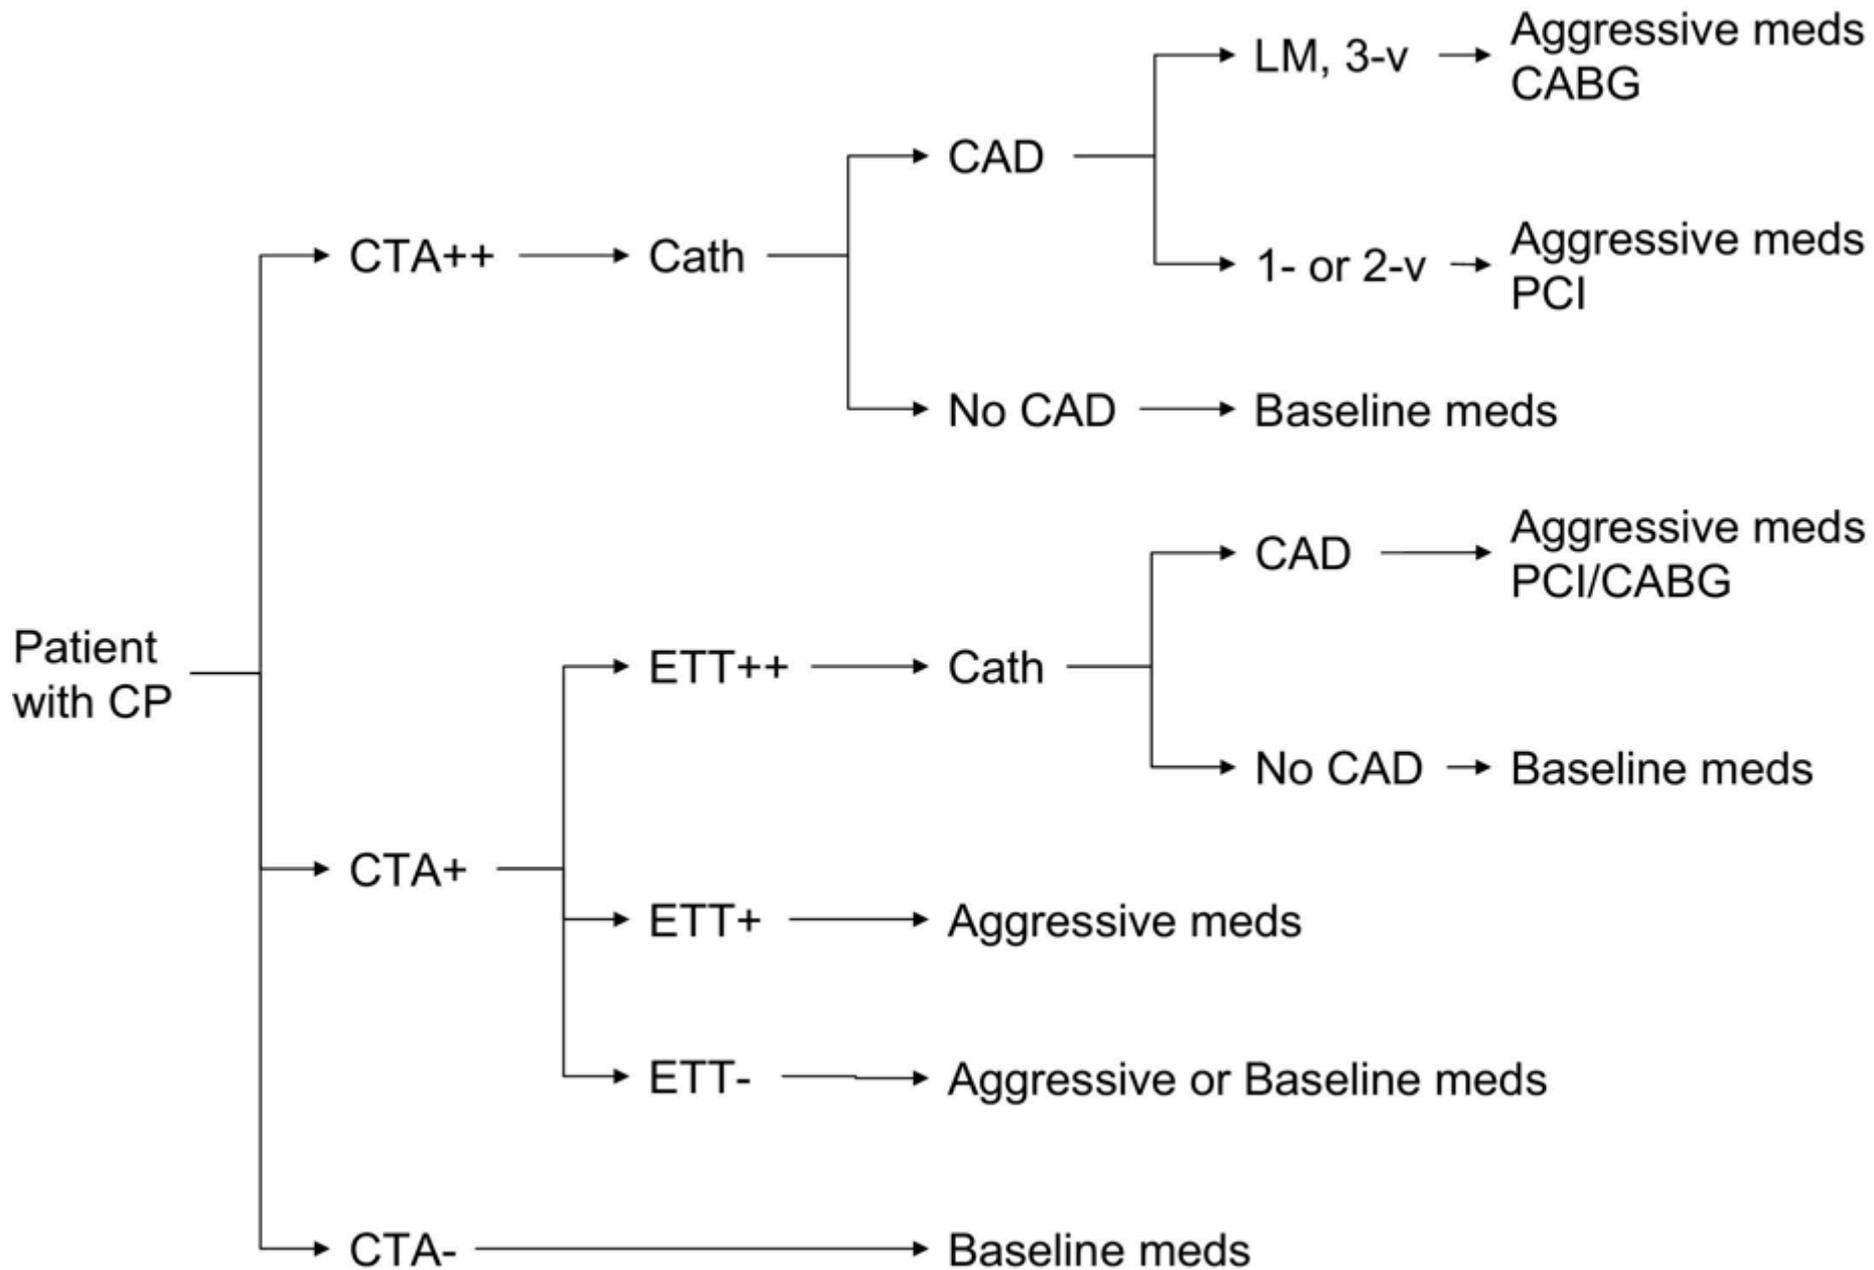 Aggressive meds
CABG
LM, 3-v
CAD
Aggressive meds
PCI
1- or 2-v
CTA++
Cath
No CAD
Baseline meds
Aggressive meds
PCI/CABG
CAD
Patient
with CP
ETT++
Cath
No CAD
Baseline meds
CTA+
ETT+
Aggressive meds
ETT-
Aggressive or Baseline meds
CTA-
Baseline meds